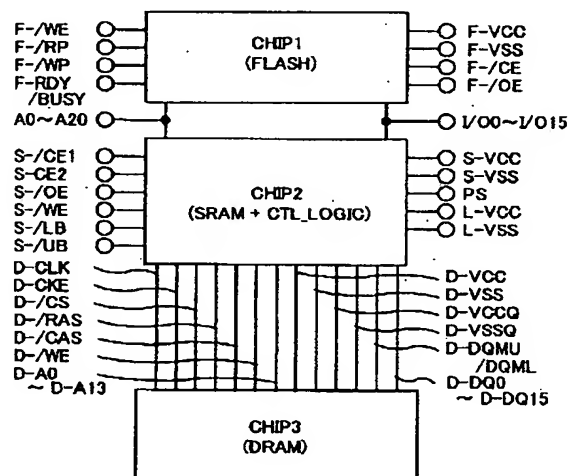 F-/WE
F-/RP
F-/WP
F-RDY
/BUSY
A0~A20
CHIP1
(FLASH)
F-VCC
F-VSS
F-/CE
F-/OE
I/O0~I/O15
S-/CE1
S-CE2
S-/OE
S-/WE
S-/LB
S-/UB
CHIP2
(SRAM + CTL_LOGIC)
S-VCC
S-VSS
PS
L-VCC
L-VSS
D-CLK
D-CKE
D-/CS
D-/RAS
D-/CAS
D-/WE
D-A0
~ D-A13
D-VCC
D-VSS
D-VCCQ
D-VSSQ
D-DQMU
/DQML
D-DQ0
~ D-DQ15
CHIP3
(DRAM)